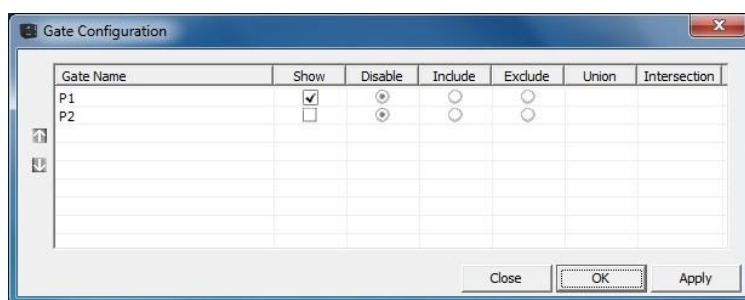 Gate Configuration
Gate Name Show Disable Include Exclude Union Intersection
P1
P2
Close OK Apply